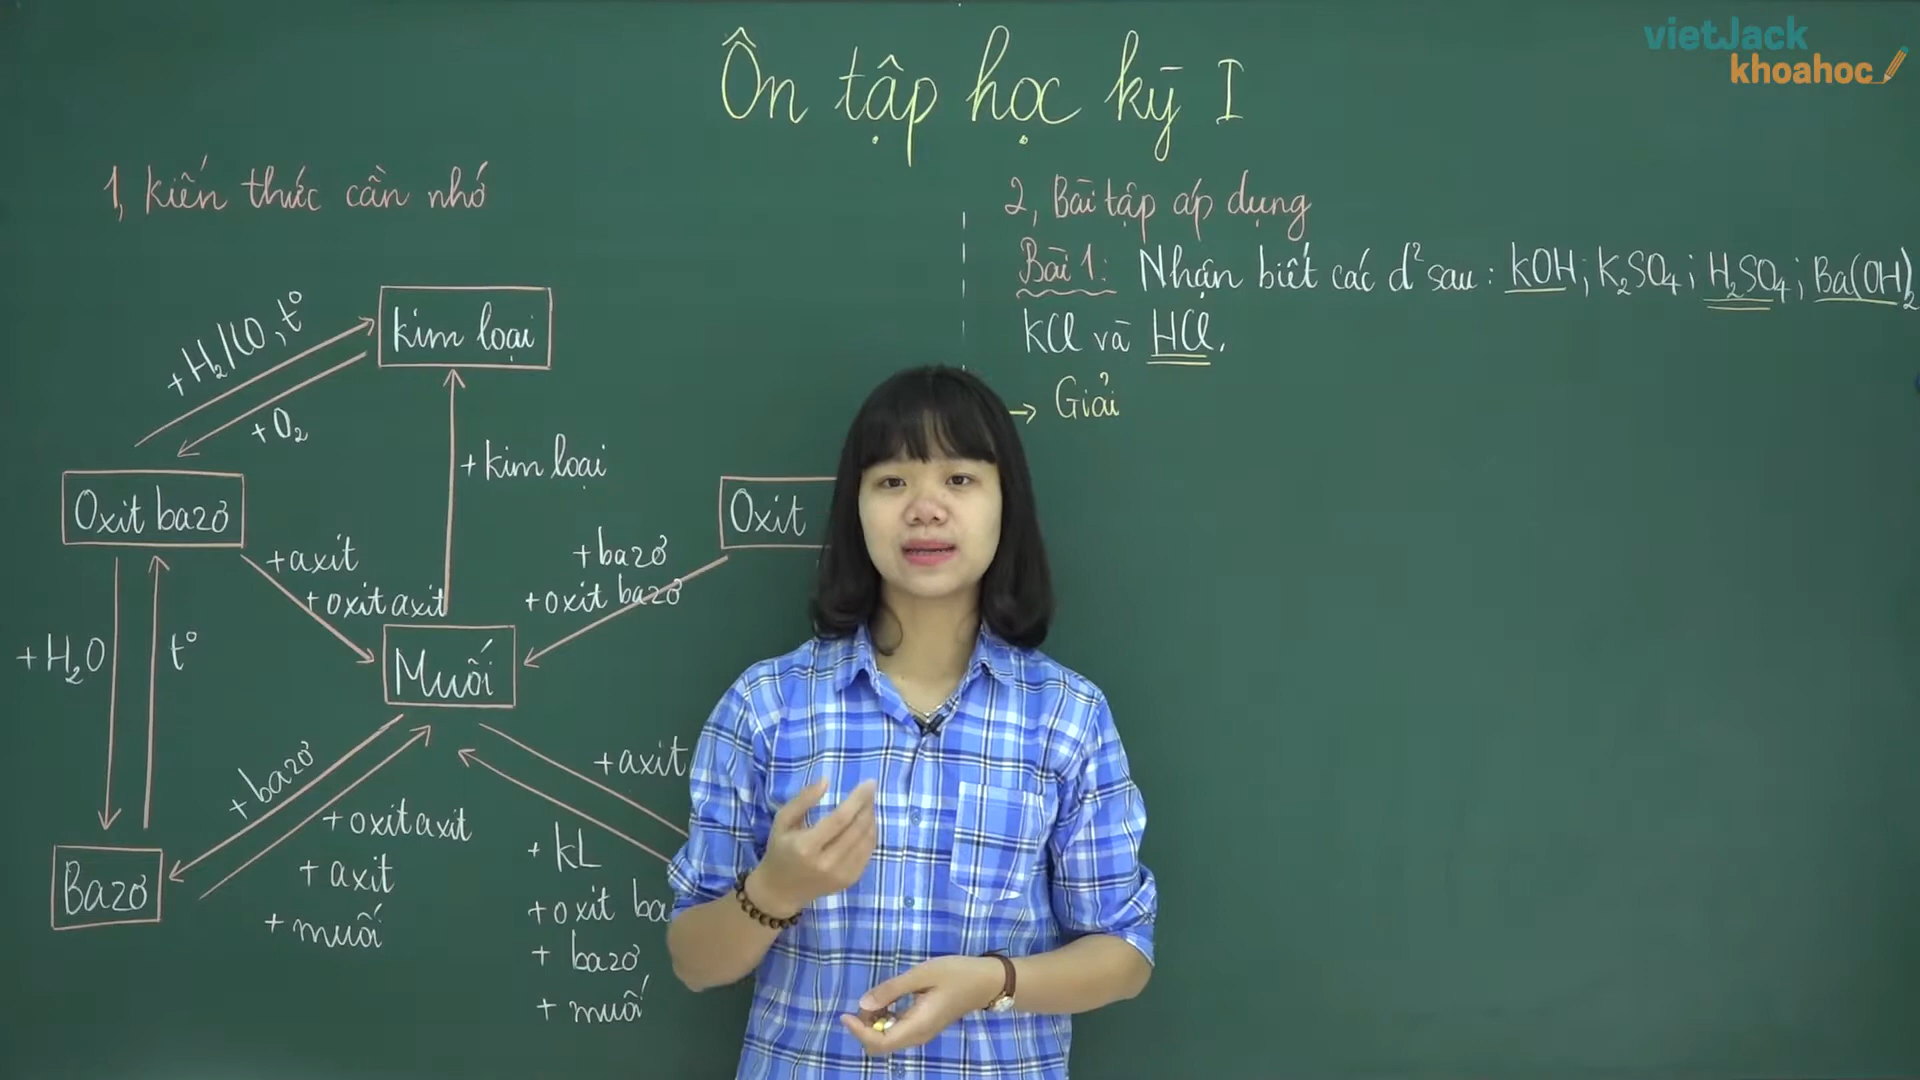 vietJack
khoahoc
Ôn tập học kỳ I
1, Kiến thức cần nhớ
+ H₂/CO, t°
Kim loại
+ O₂
+ kim loại
Oxit bazơ
Oxit
+ axit
+ oxit axit
+ bazơ
+ oxit bazơ
+ H₂O
t°
Muối
+ bazơ
+ oxit axit
+ axit
+ muối
Bazơ
+ axit
+ KL
+ oxit ba
+ bazơ
+ muối
2, Bài tập áp dụng
Bài 1: Nhận biết các d² sau: KOH; K₂SO₄; H₂SO₄; Ba(OH)₂
KCl và HCl.
→ Giải